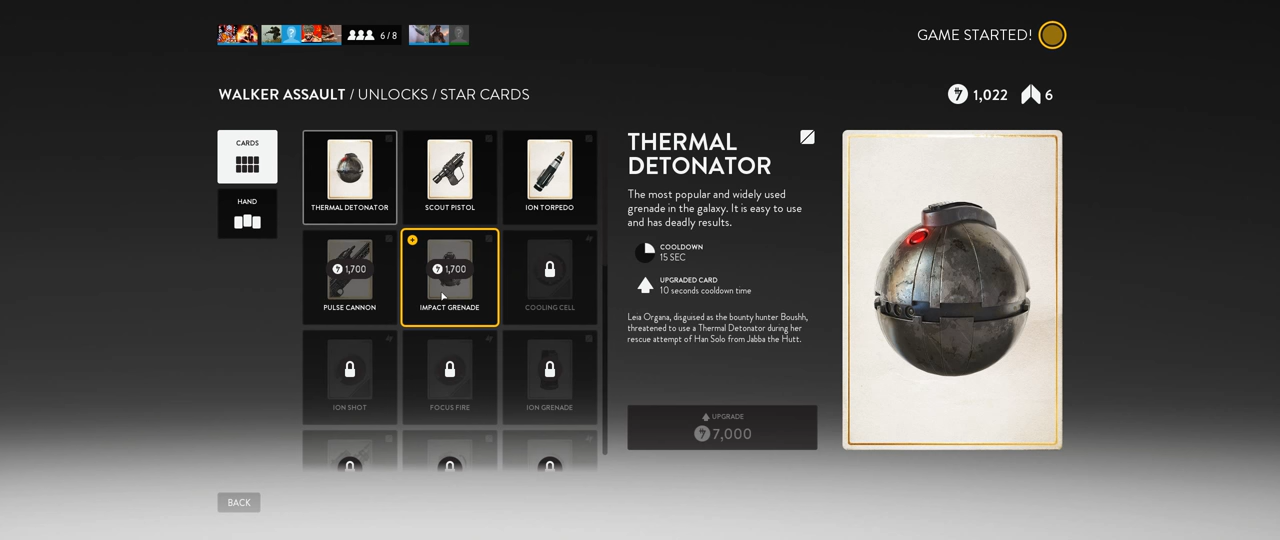 6 / 8
GAME STARTED!
WALKER ASSAULT / UNLOCKS / STAR CARDS
1,022
6
CARDS
HAND
THERMAL DETONATOR
SCOUT PISTOL
ION TORPEDO
1,700
PULSE CANNON
1,700
IMPACT GRENADE
COOLING CELL
ION SHOT
FOCUS FIRE
ION GRENADE
THERMAL
DETONATOR
The most popular and widely used
grenade in the galaxy. It is easy to use
and has deadly results.
COOLDOWN
15 SEC
UPGRADED CARD
10 seconds cooldown time
Leia Organa, disguised as the bounty hunter Boushh,
threatened to use a Thermal Detonator during her
rescue attempt of Han Solo from Jabba the Hutt.
UPGRADE
7,000
BACK